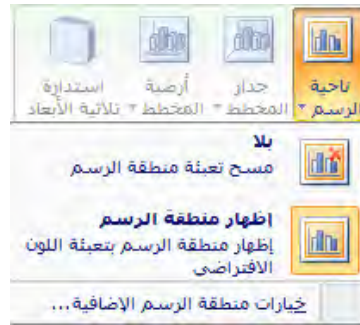 ناحية جدار أرضية استدارة
الرسم المخطط المخطط ثلاثية الأبعاد
بلا
مسح تعبئة منطقة الرسم
اظهار منطقة الرسم
إظهار منطقة الرسم بتعبئة اللون
الافتراضي
خيارات منطقة الرسم الإضافية...